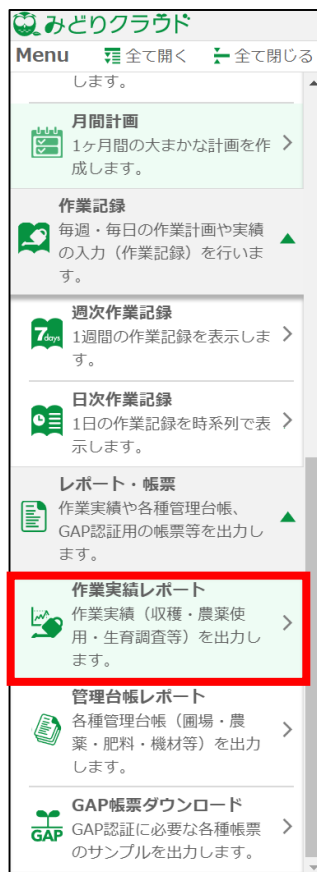 みどりクラウド
Menu 全て開く 全て閉じる
します。
月間計画
1ヶ月間の大まかな計画を作
成します。
作業記録
毎週・毎日の作業計画や実績
の入力（作業記録）を行いま
す。
7days
週次作業記録
1週間の作業記録を表示しま
す。
日次作業記録
1日の作業記録を時系列で表
示します。
レポート・帳票
作業実績や各種管理台帳、
GAP認証用の帳票等を出力し
ます。
作業実績レポート
作業実績（収穫・農薬使
用・生育調査等）を出力し
ます。
管理台帳レポート
各種管理台帳（圃場・農
薬・肥料・機材等）を出力
します。
GAP帳票ダウンロード
GAP
GAP認証に必要な各種帳票
のサンプルを出力します。